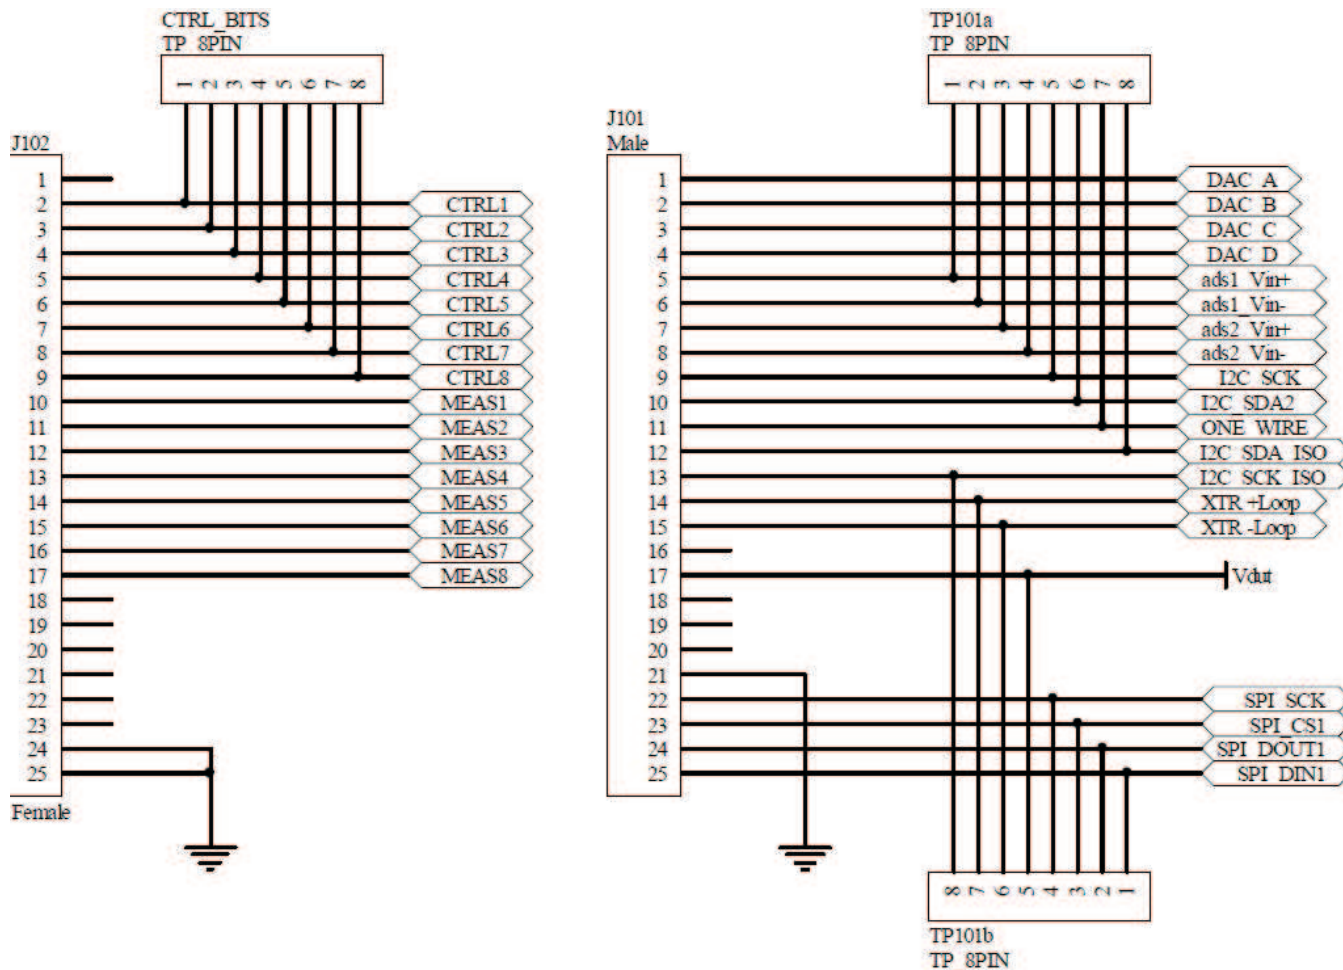 CTRL_BITS
TP_8PIN
1 2 3 4 5 6 7 8
J102
1
2
3
4
5
6
7
8
9
10
11
12
13
14
15
16
17
18
19
20
21
22
23
24
25
Female
CTRL1
CTRL2
CTRL3
CTRL4
CTRL5
CTRL6
CTRL7
CTRL8
MEAS1
MEAS2
MEAS3
MEAS4
MEAS5
MEAS6
MEAS7
MEAS8
TP101a
TP_8PIN
1 2 3 4 5 6 7 8
J101
Male
1
2
3
4
5
6
7
8
9
10
11
12
13
14
15
16
17
18
19
20
21
22
23
24
25
DAC_A
DAC_B
DAC_C
DAC_D
ads1_Vin+
ads1_Vin-
ads2_Vin+
ads2_Vin-
I2C_SCK
I2C_SDA2
ONE_WIRE
I2C_SDA_ISO
I2C_SCK_ISO
XTR+Loop
XTR-Loop
Vdut
SPI_SCK
SPI_CS1
SPI_DOUT1
SPI_DIN1
8 7 6 5 4 3 2 1
TP101b
TP_8PIN